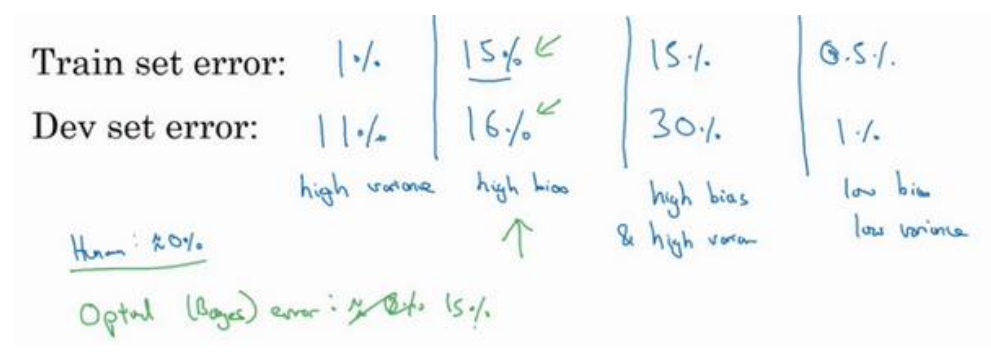 Train set error: 1% 15% 15% 0.5%
Dev set error: 11% 16% 30% 1%
high variance high bias high bias low bias
& high varian low variance
Human: ≈0%
Optimal (Bayes) error: ≈ 0% 15%